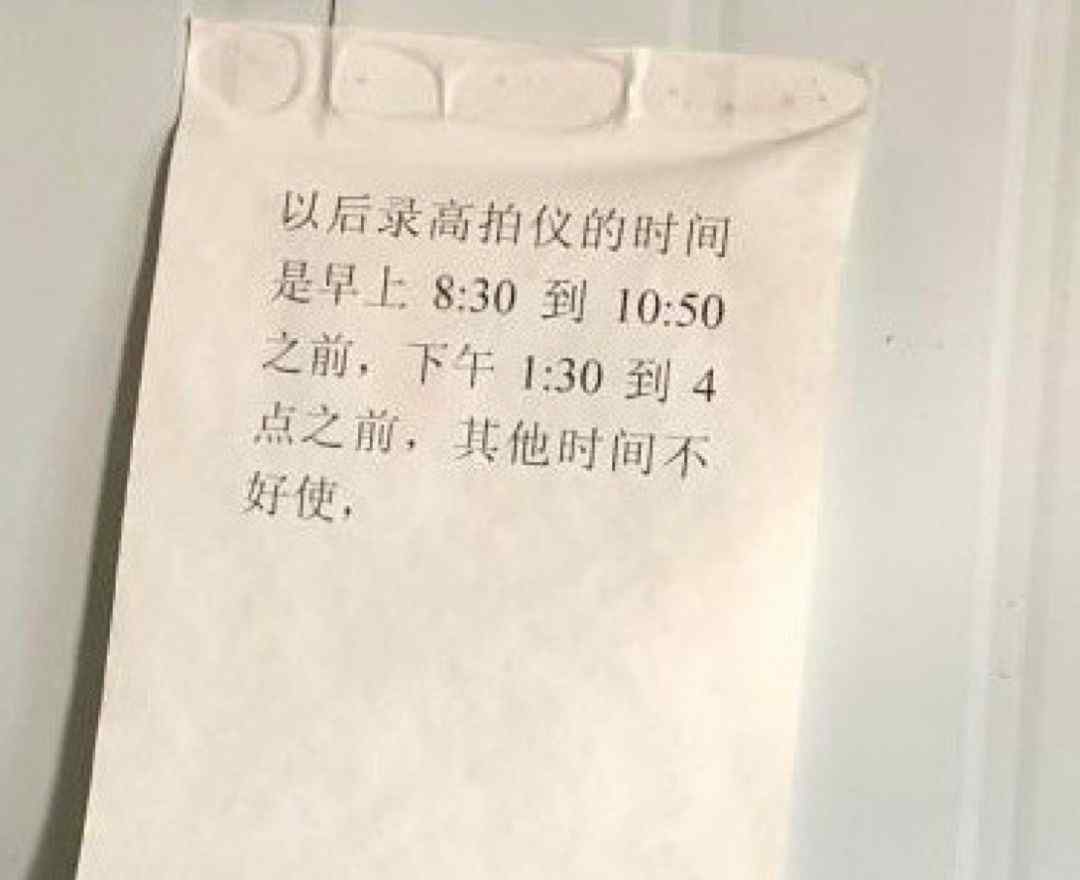 以后录高拍仪的时间
是早上 8:30 到 10:50
之前，下午 1:30 到 4
点之前，其他时间不
好使，